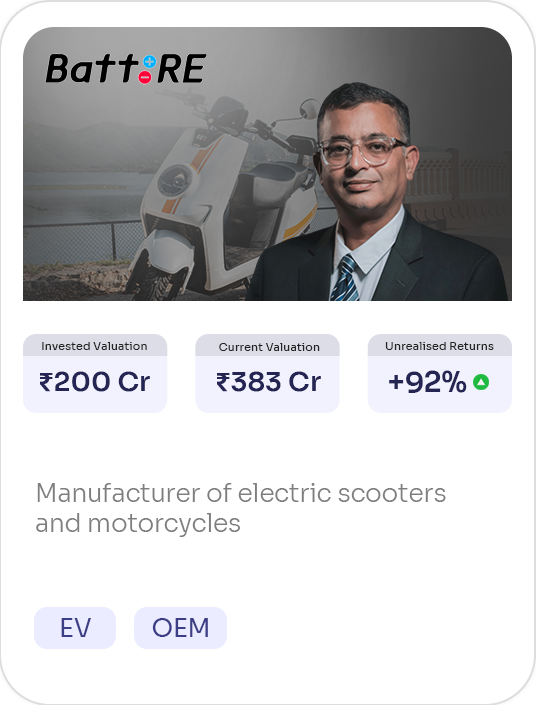 BattRE
Invested Valuation
₹200 Cr
Current Valuation
₹383 Cr
Unrealised Returns
+92%
Manufacturer of electric scooters
and motorcycles
EV
OEM